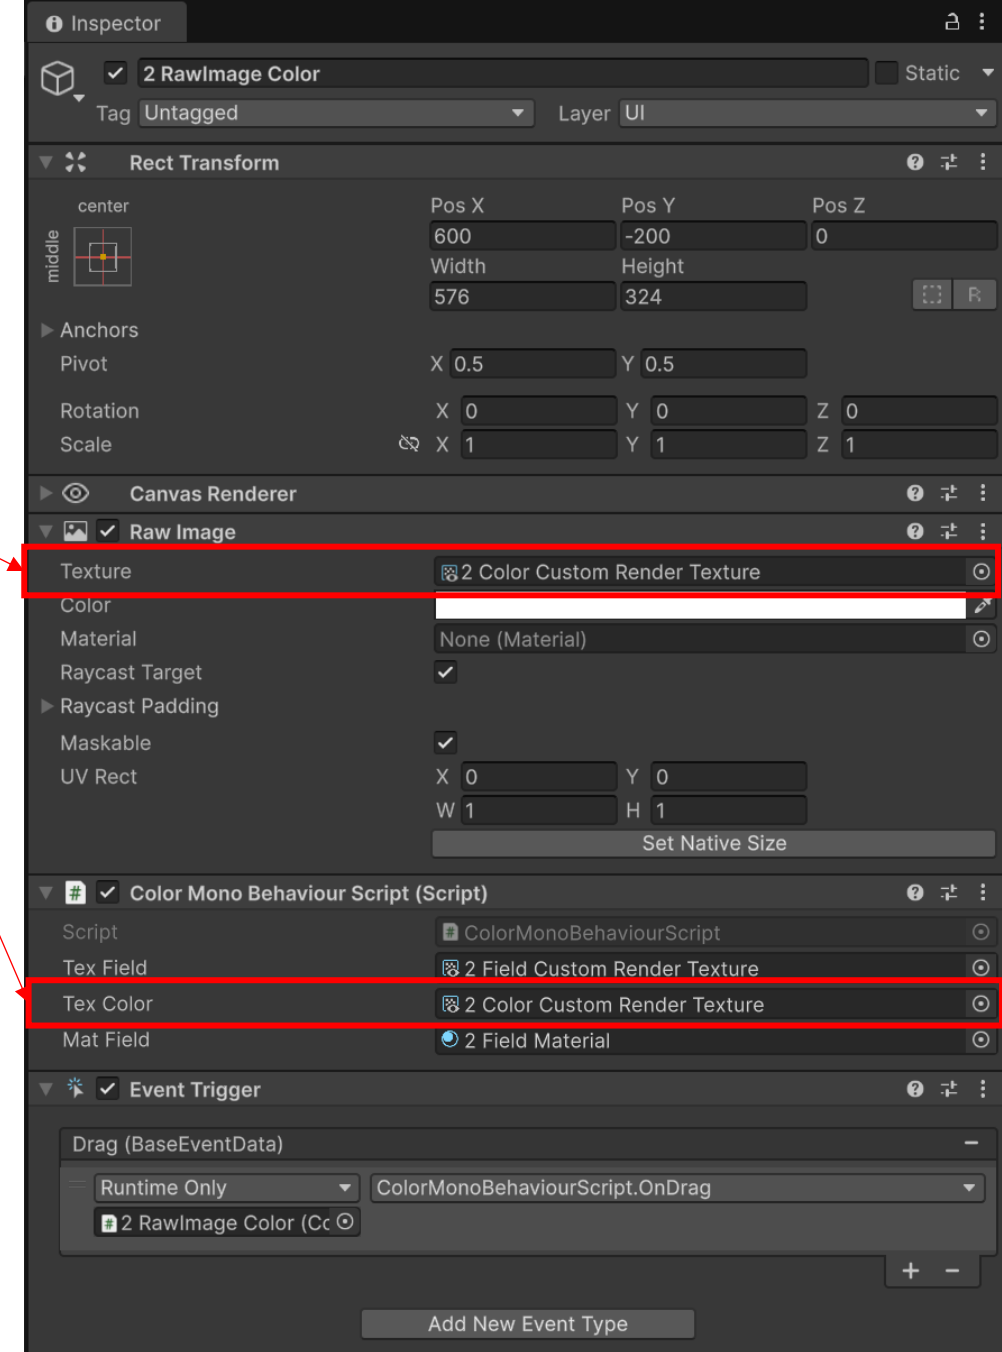 Inspector
2 RawImage Color
Static
Tag Untagged Layer UI
Rect Transform
center
middle
Pos X Pos Y Pos Z
600 -200 0
Width Height
576 324
R
Anchors
Pivot X 0.5 Y 0.5
Rotation X 0 Y 0 Z 0
Scale X 1 Y 1 Z 1
Canvas Renderer
Raw Image
Texture 2 Color Custom Render Texture
Color
Material None (Material)
Raycast Target
Raycast Padding
Maskable
UV Rect X 0 Y 0
W 1 H 1
Set Native Size
# Color Mono Behaviour Script (Script)
Script # ColorMonoBehaviourScript
Tex Field 2 Field Custom Render Texture
Tex Color 2 Color Custom Render Texture
Mat Field 2 Field Material
Event Trigger
Drag (BaseEventData)
Runtime Only ColorMonoBehaviourScript.OnDrag
# 2 RawImage Color (Cc
Add New Event Type